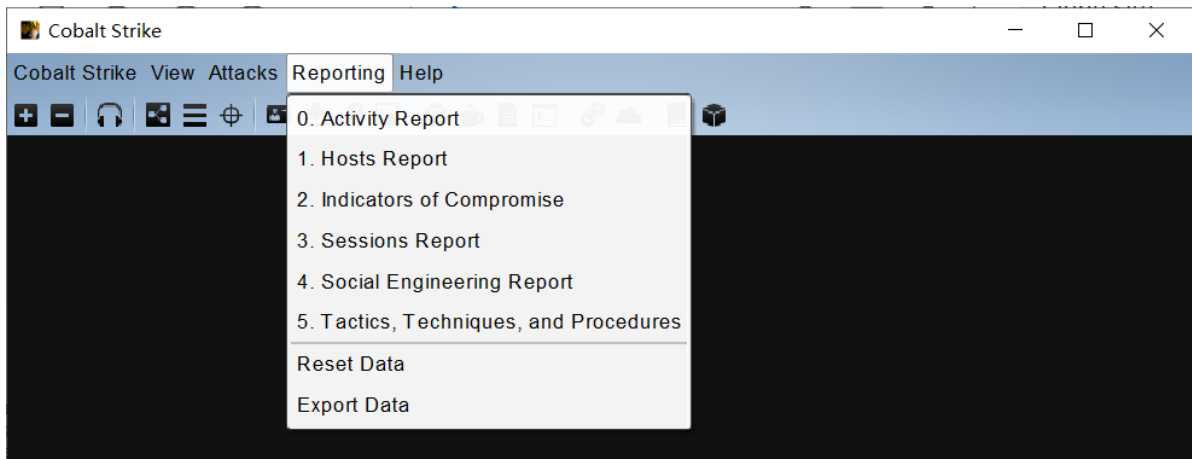 Cobalt Strike
Cobalt Strike View Attacks Reporting Help
0. Activity Report
1. Hosts Report
2. Indicators of Compromise
3. Sessions Report
4. Social Engineering Report
5. Tactics, Techniques, and Procedures
Reset Data
Export Data